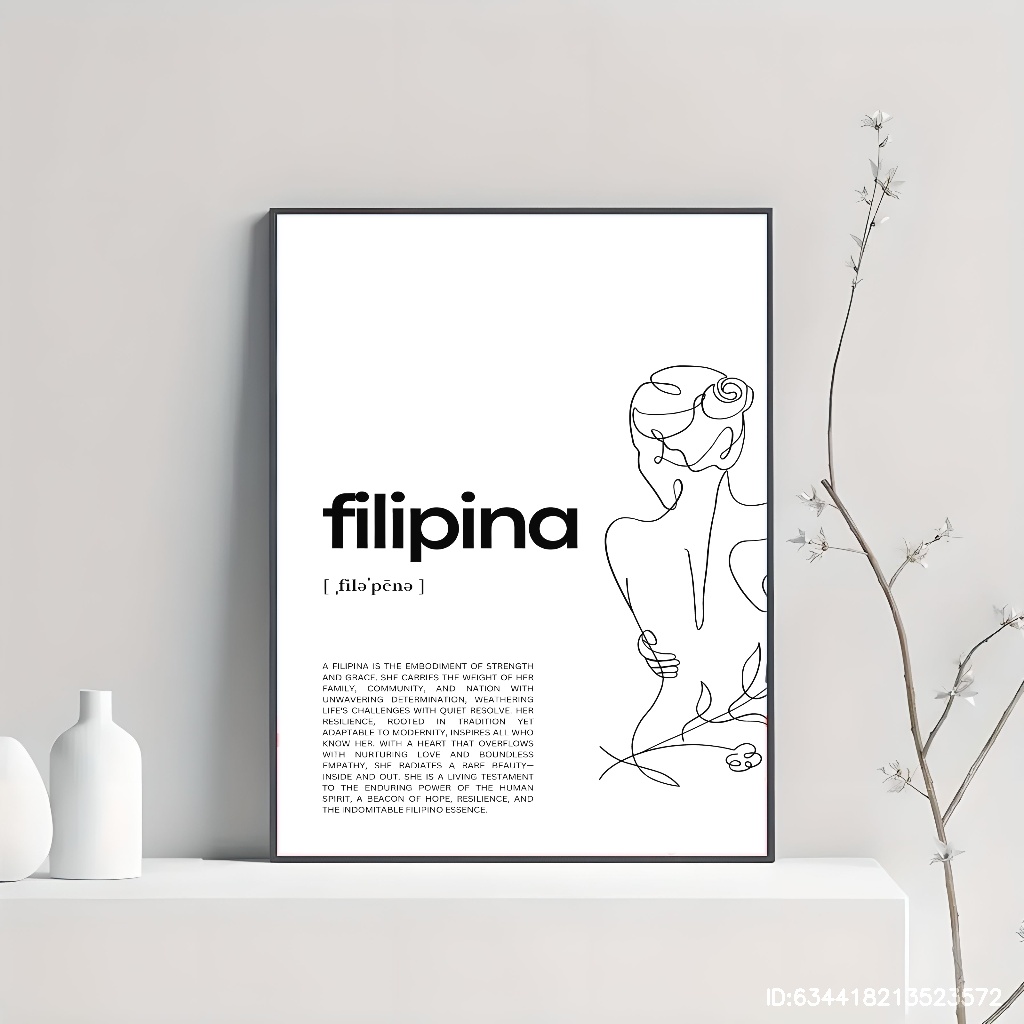 filipina
[ ˌfiləˈpēnə ]
A FILIPINA IS THE EMBODIMENT OF STRENGTH
AND GRACE. SHE CARRIES THE WEIGHT OF HER
FAMILY, COMMUNITY, AND NATION WITH
UNWAVERING DETERMINATION, WEATHERING
LIFE'S CHALLENGES WITH QUIET RESOLVE. HER
RESILIENCE, ROOTED IN TRADITION YET
ADAPTABLE TO MODERNITY, INSPIRES ALL WHO
KNOW HER. WITH A HEART THAT OVERFLOWS
WITH NURTURING LOVE AND BOUNDLESS
EMPATHY, SHE RADIATES A RARE BEAUTY—
INSIDE AND OUT. SHE IS A LIVING TESTAMENT
TO THE ENDURING POWER OF THE HUMAN
SPIRIT, A BEACON OF HOPE, RESILIENCE, AND
THE INDOMITABLE FILIPINO ESSENCE.
ID:634418213523572